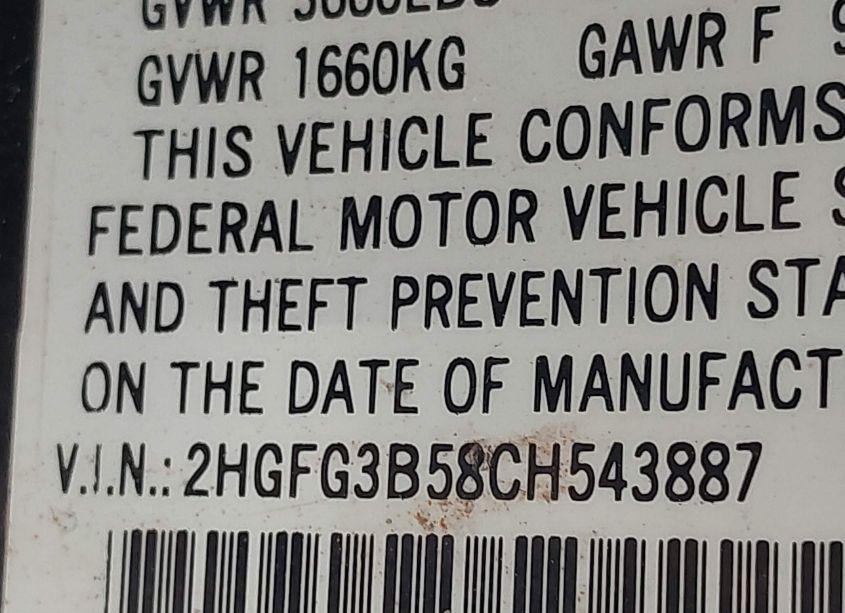 GVWR
GVWR 1660KG GAWR F
THIS VEHICLE CONFORMS
FEDERAL MOTOR VEHICLE S
AND THEFT PREVENTION STA
ON THE DATE OF MANUFACT
V.I.N.: 2HGFG3B58CH543887